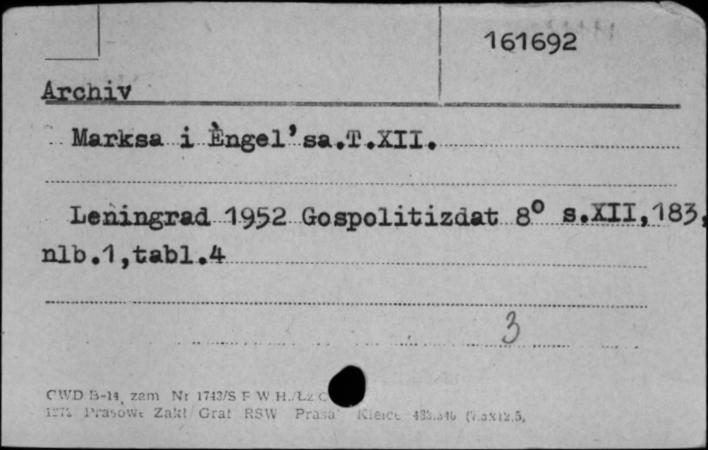 161692
Archiv
Marksa i Èngel'sa.T.XII.
Leningrad 1952 Gospolitizdat 8° s.XII,183,
nlb.1,tabl.4
3
CWD B-14, zam Nr 1743/S F W H./Łz C
Prasowe Zakł Graf RSW Prasa Kielce